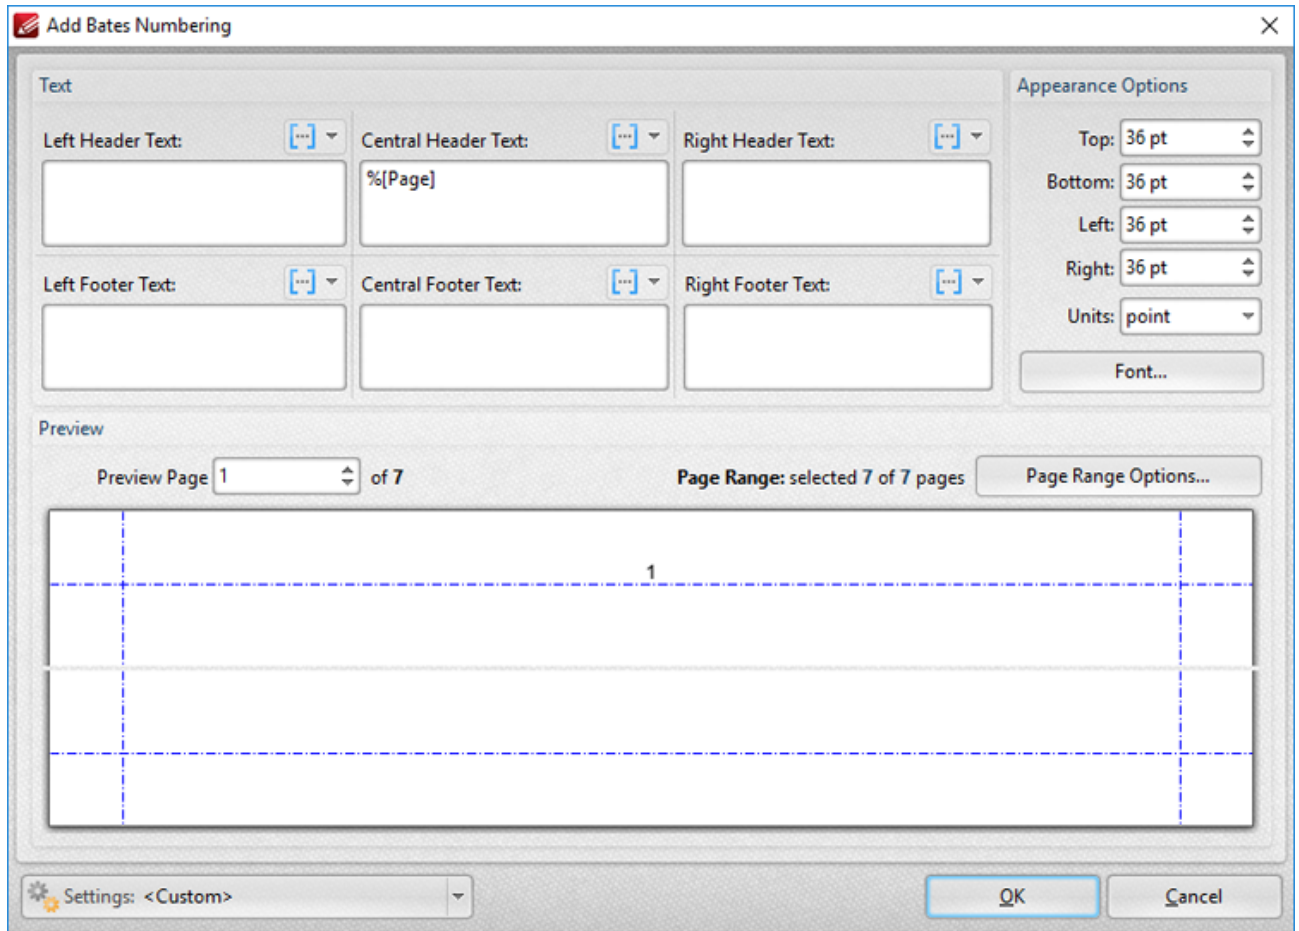 Add Bates Numbering
Text
Appearance Options
Left Header Text:
Central Header Text:
Right Header Text:
%[Page]
Top: 36 pt
Bottom: 36 pt
Left: 36 pt
Right: 36 pt
Units: point
Font...
Left Footer Text:
Central Footer Text:
Right Footer Text:
Preview
Preview Page 1 of 7
Page Range: selected 7 of 7 pages
Page Range Options...
1
Settings: <Custom>
OK
Cancel